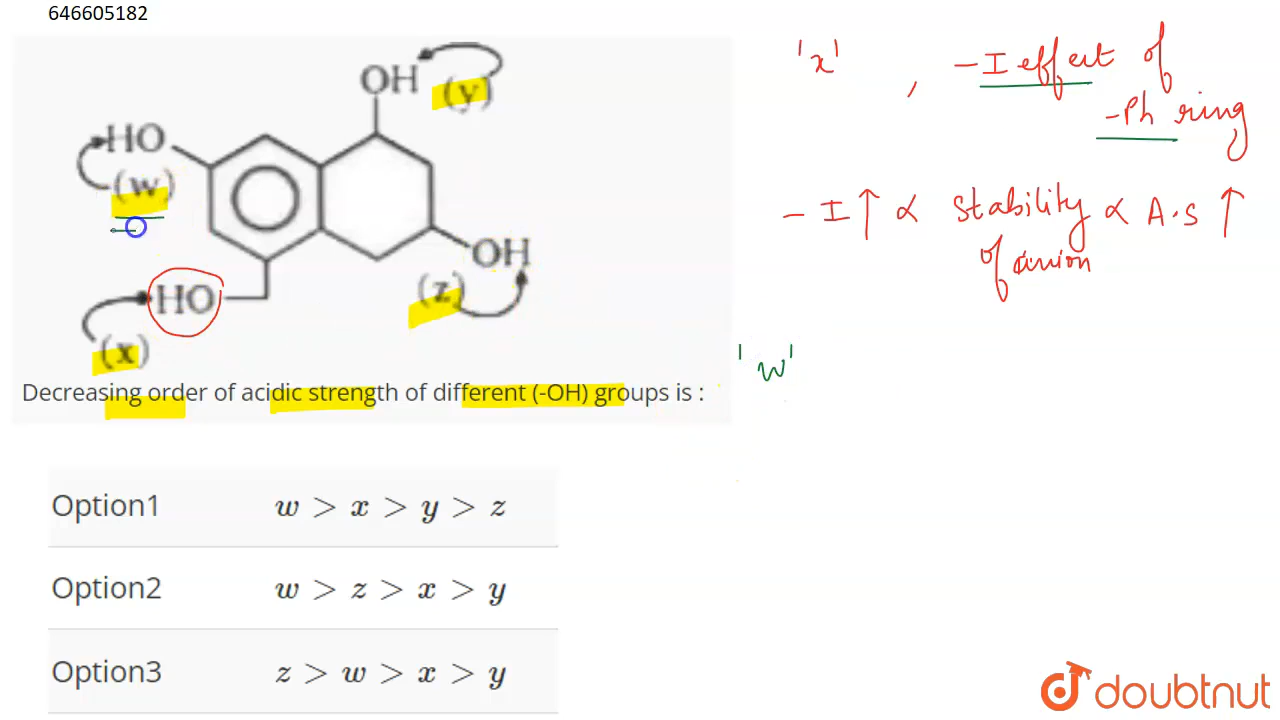 646605182
OH
(y)
HO
(w)
OH
(z)
HO
(x)
Decreasing order of acidic strength of different (-OH) groups is :
Option1 w > x > y > z
Option2 w > z > x > y
Option3 z > w > x > y
'x' , - I effect of
-Ph ring
- I ↑ ∝ stability ∝ A.S ↑
of anion
'w'
doubtnut